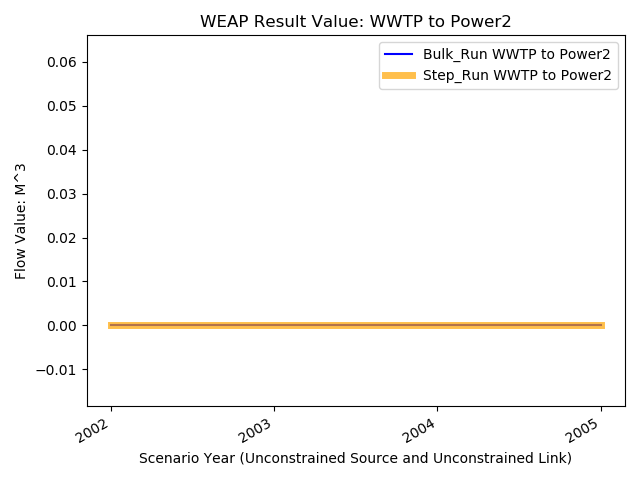 WEAP Result Value: WWTP to Power2
Bulk_Run WWTP to Power2
Step_Run WWTP to Power2
Flow Value: M^3
0.06
0.05
0.04
0.03
0.02
0.01
0.00
−0.01
2002
2003
2004
2005
Scenario Year (Unconstrained Source and Unconstrained Link)